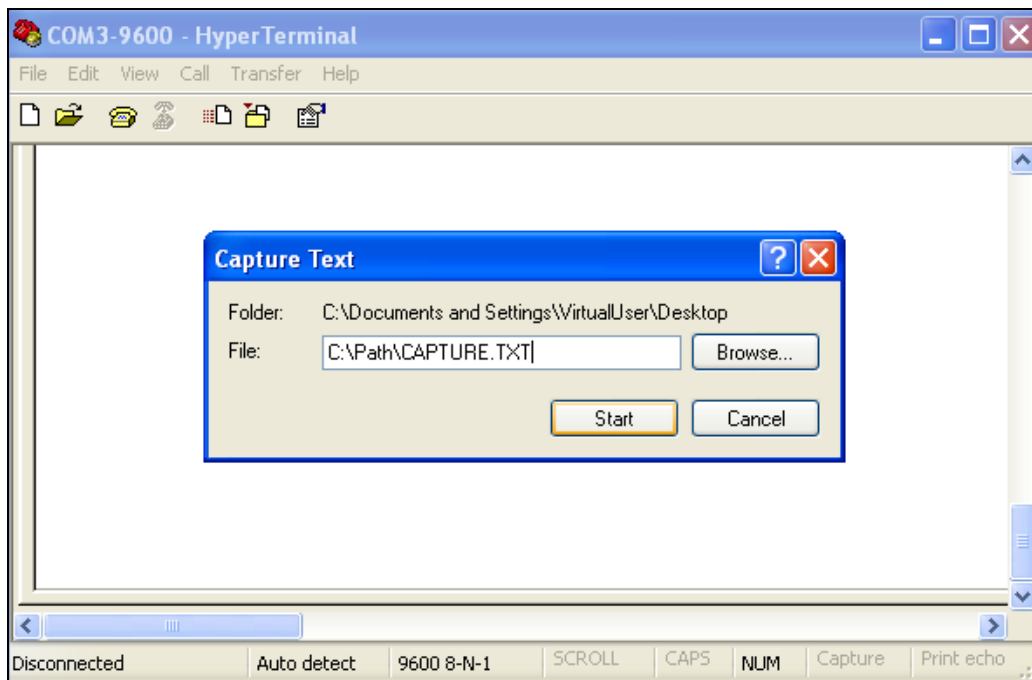 COM3-9600 - HyperTerminal
File Edit View Call Transfer Help
Capture Text
Folder: C:\Documents and Settings\VirtualUser\Desktop
File: C:\Path\CAPTURE.TXT Browse...
Start Cancel
Disconnected Auto detect 9600 8-N-1 SCROLL CAPS NUM Capture Print echo